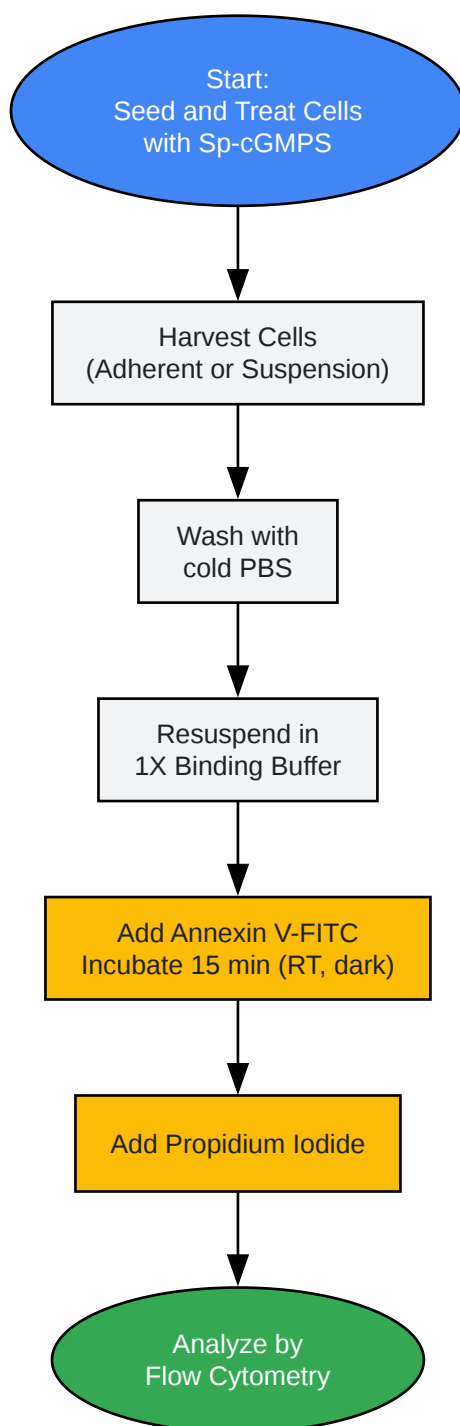 Start:
Seed and Treat Cells
with Sp-cGMPS
Harvest Cells
(Adherent or Suspension)
Wash with
cold PBS
Resuspend in
1X Binding Buffer
Add Annexin V-FITC
Incubate 15 min (RT, dark)
Add Propidium Iodide
Analyze by
Flow Cytometry